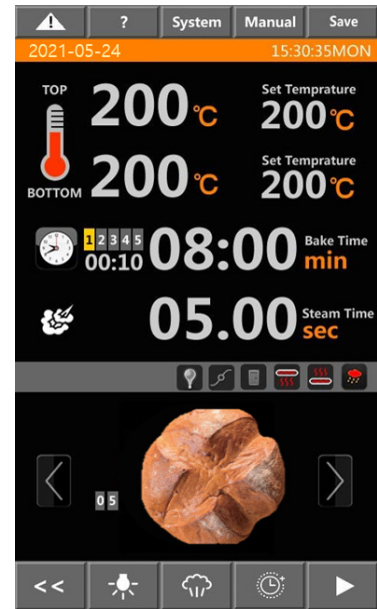 ? System Manual Save
2021-05-24 15:30:35MON
TOP 200℃ Set Temprature 200℃
BOTTOM 200℃ Set Temprature 200℃
1 2 3 4 5 00:10 08:00 Bake Time min
05.00 Steam Time sec
0 5
<<